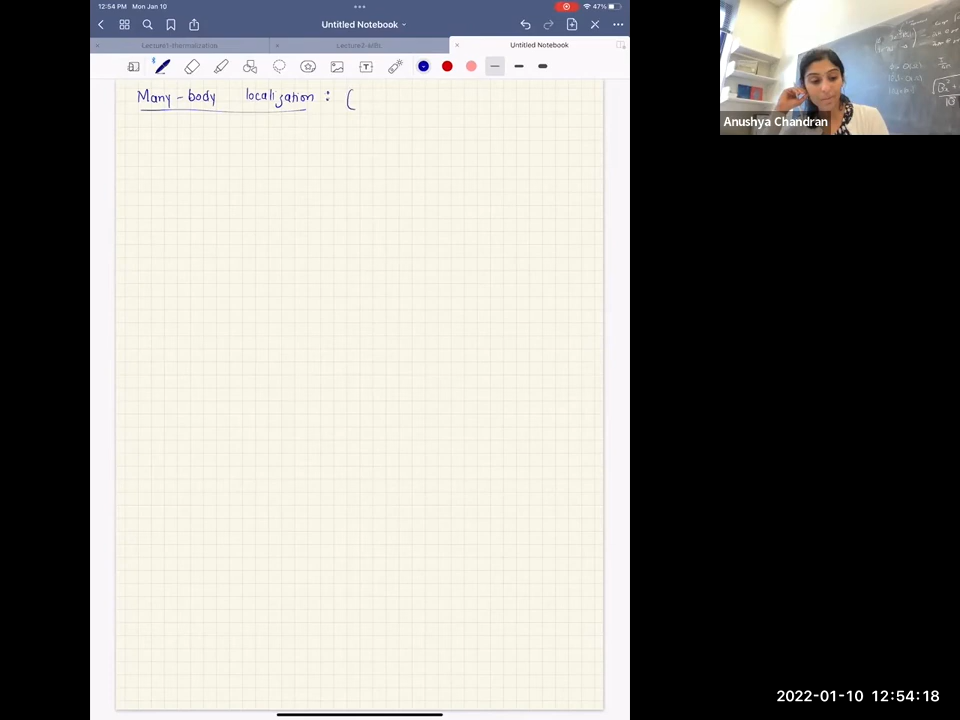 12:54 PM Mon Jan 10
47%
Untitled Notebook
Lecture1-thermalization
Lecture2-MBL
Untitled Notebook
Many-body localization : (
Anushya Chandran
2022-01-10 12:54:18